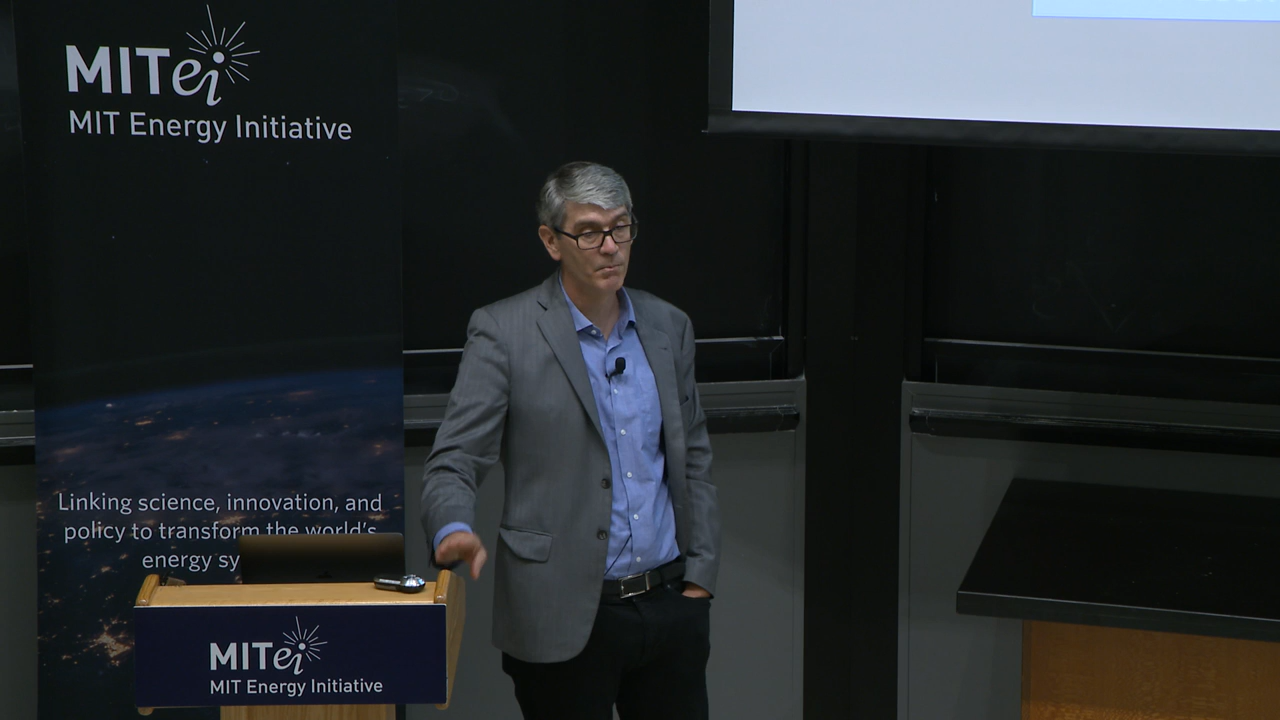 MITei
MIT Energy Initiative
Linking science, innovation, and
policy to transform the world's
energy sy
MITei
MIT Energy Initiative